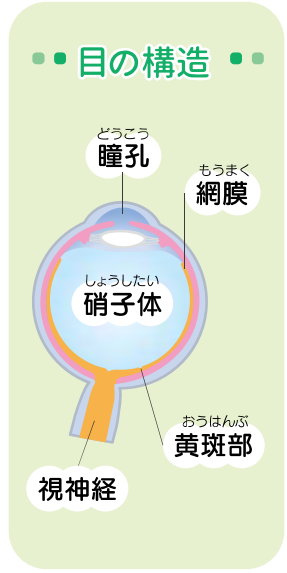 目の構造
どうこう
瞳孔
もうまく
網膜
しょうしたい
硝子体
おうはんぶ
黄斑部
視神経